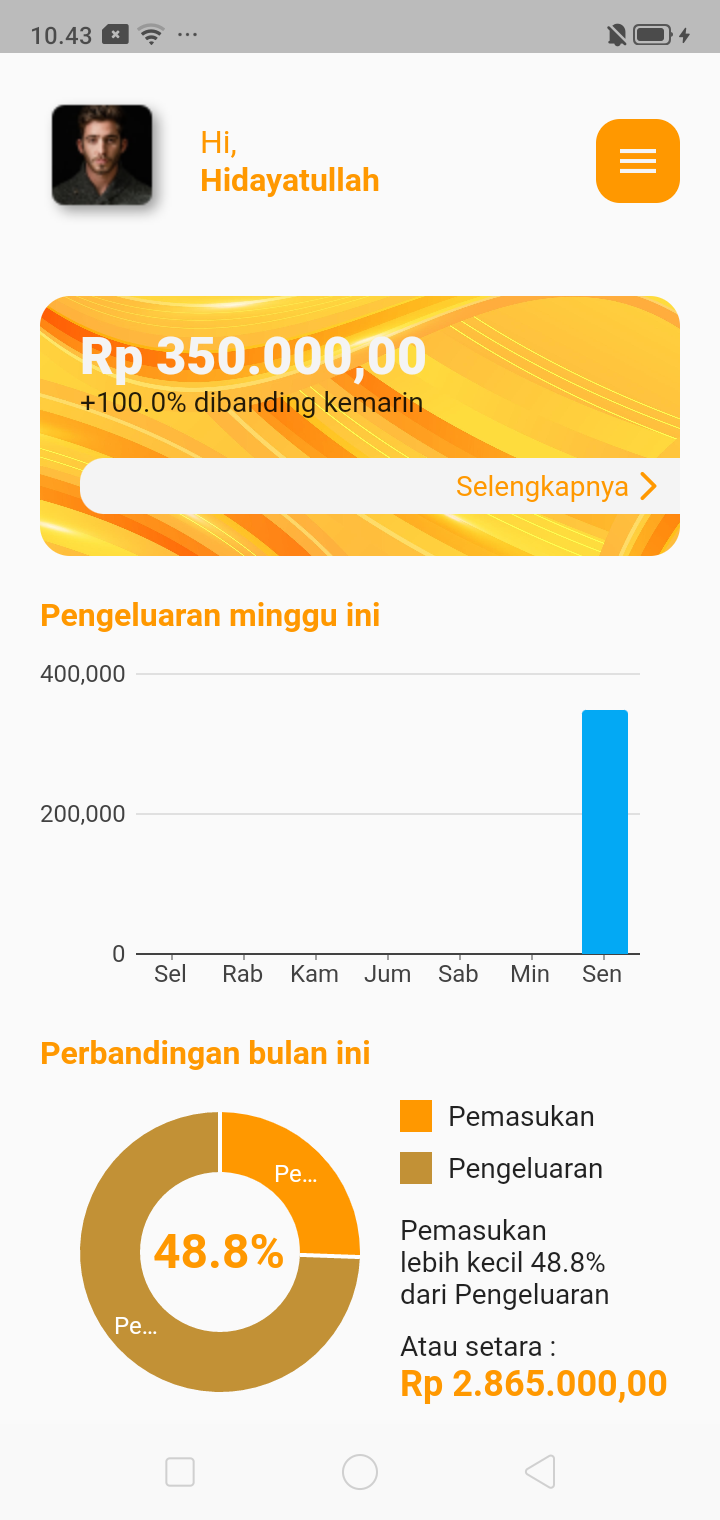 10.43
Hi,
Hidayatullah
Rp 350.000,00
+100.0% dibanding kemarin
Selengkapnya
Pengeluaran minggu ini
400,000
200,000
0
Sel Rab Kam Jum Sab Min Sen
Perbandingan bulan ini
Pe...
48.8%
Pe...
Pemasukan
Pengeluaran
Pemasukan
lebih kecil 48.8%
dari Pengeluaran
Atau setara :
Rp 2.865.000,00